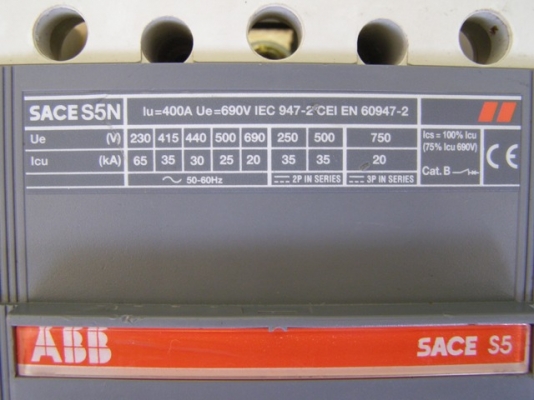 SACE S5N Iu=400A Ue=690V IEC 947-2 CEI EN 60947-2
Ue (V) 230 415 440 500 690 250 500 750 Ics = 100% Icu
(75% Icu 690V)
Icu (kA) 65 35 30 25 20 35 35 20 Cat. B CE
50-60Hz 2P IN SERIES 3P IN SERIES
ABB SACE S5